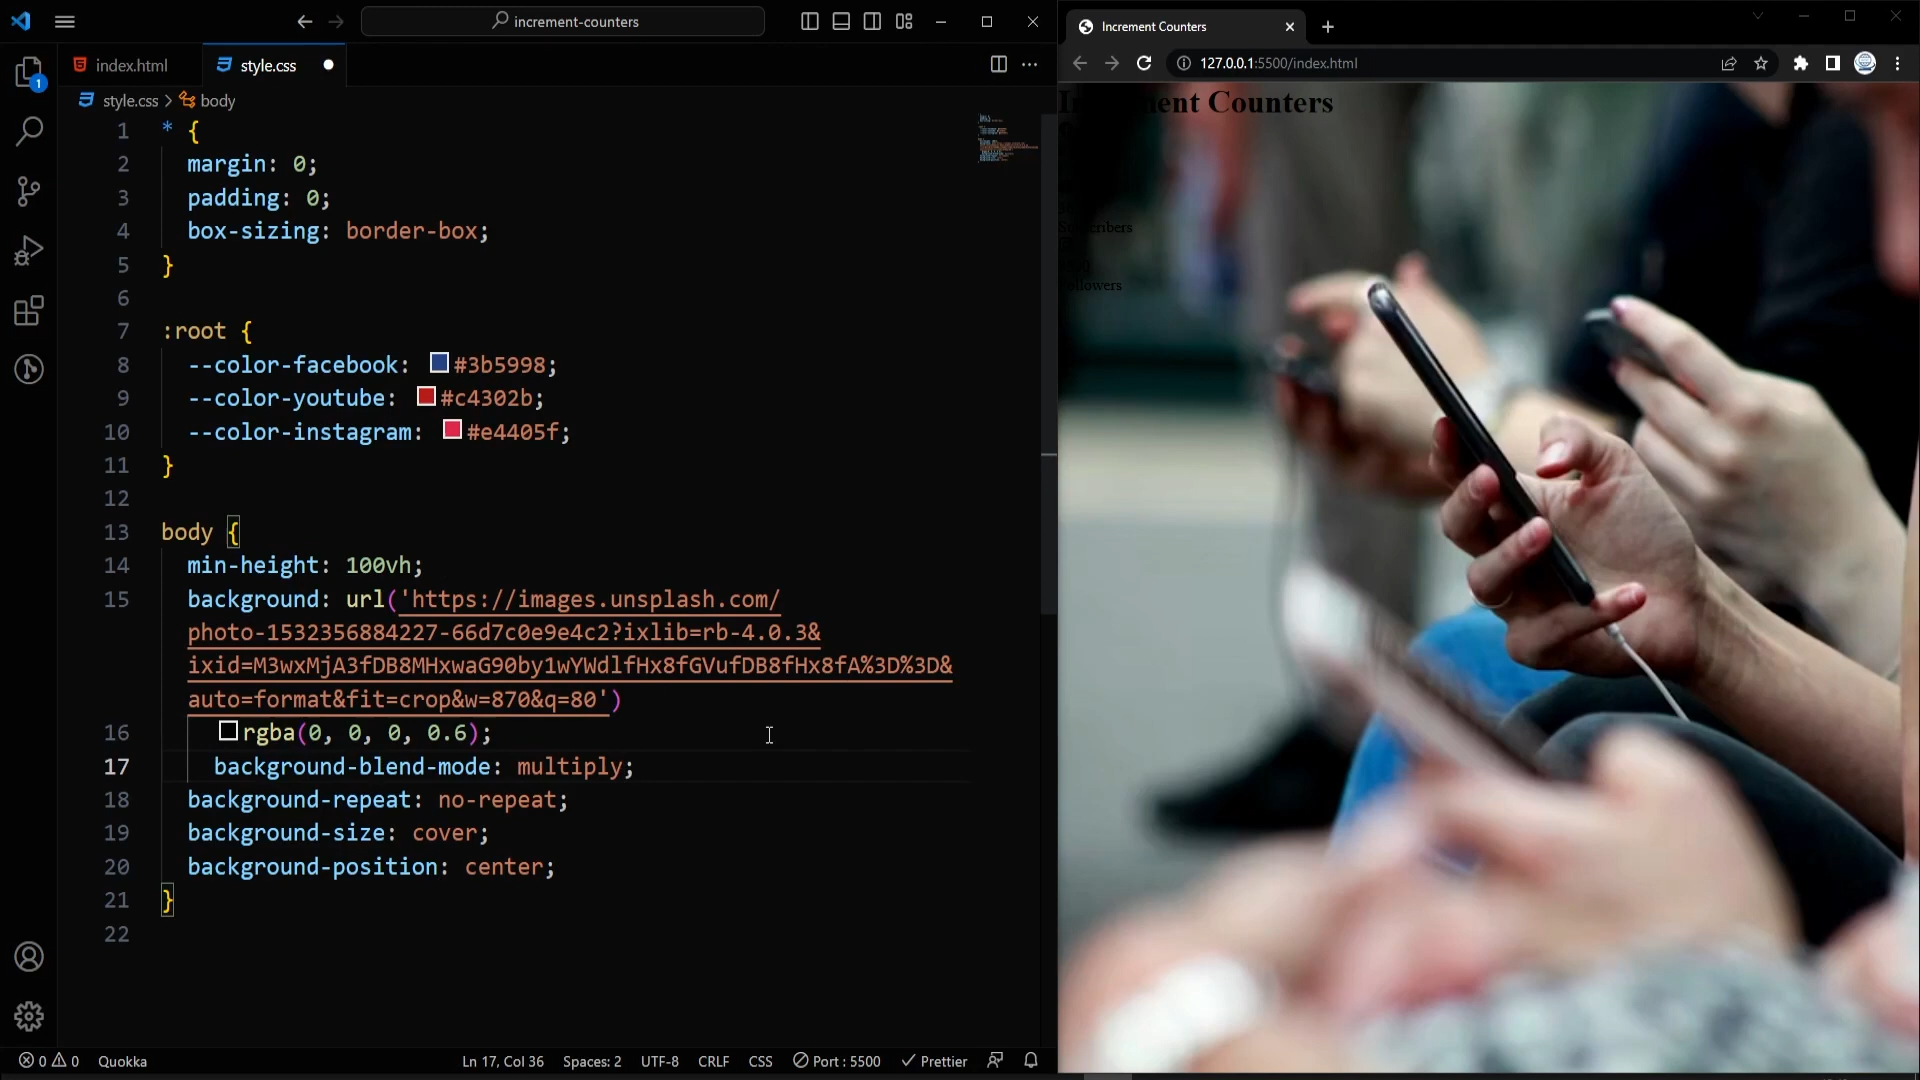 increment-counters
index.html
style.css
style.css > body
1
* {
2
margin: 0;
3
padding: 0;
4
box-sizing: border-box;
5
}
6
7
:root {
8
--color-facebook: #3b5998;
9
--color-youtube: #c4302b;
10
--color-instagram: #e4405f;
11
}
12
13
body {
14
min-height: 100vh;
15
background: url('https://images.unsplash.com/
photo-1532356884227-66d7c0e9e4c2?ixlib=rb-4.0.3&
ixid=M3wxMjA3fDB8MHxwaG90by1wYWdlfHx8fGVufDB8fHx8fA%3D%3D&
auto=format&fit=crop&w=870&q=80')
16
rgba(0, 0, 0, 0.6);
17
background-blend-mode: multiply;
18
background-repeat: no-repeat;
19
background-size: cover;
20
background-position: center;
21
}
22
1
0
0
Quokka
Ln 17, Col 36
Spaces: 2
UTF-8
CRLF
CSS
Port : 5500
Prettier
Increment Counters
127.0.0.1:5500/index.html
Increment Counters
Subscribers
Followers